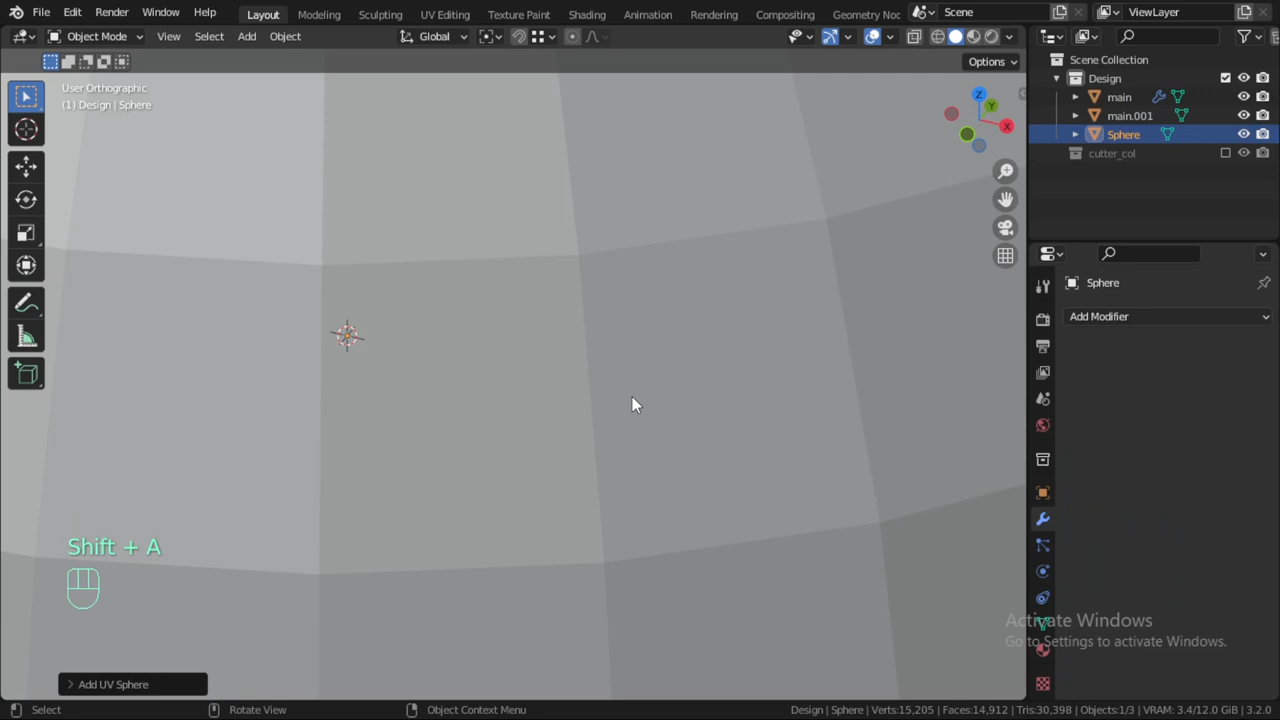 File Edit Render Window Help
Layout Modeling Sculpting UV Editing Texture Paint Shading Animation Rendering Compositing Geometry Noc
Scene
ViewLayer
Object Mode View Select Add Object
Global
Options
User Orthographic
(1) Design | Sphere
Z
Y
X
Scene Collection
Design
main
main.001
Sphere
cutter_col
Sphere
Add Modifier
Shift + A
Activate Windows
Go to Settings to activate Windows.
Add UV Sphere
Select
Rotate View
Object Context Menu
Design | Sphere | Verts:15,205 | Faces:14,912 | Tris:30,398 | Objects:1/3 | VRAM: 3.4/12.0 GiB | 3.2.0